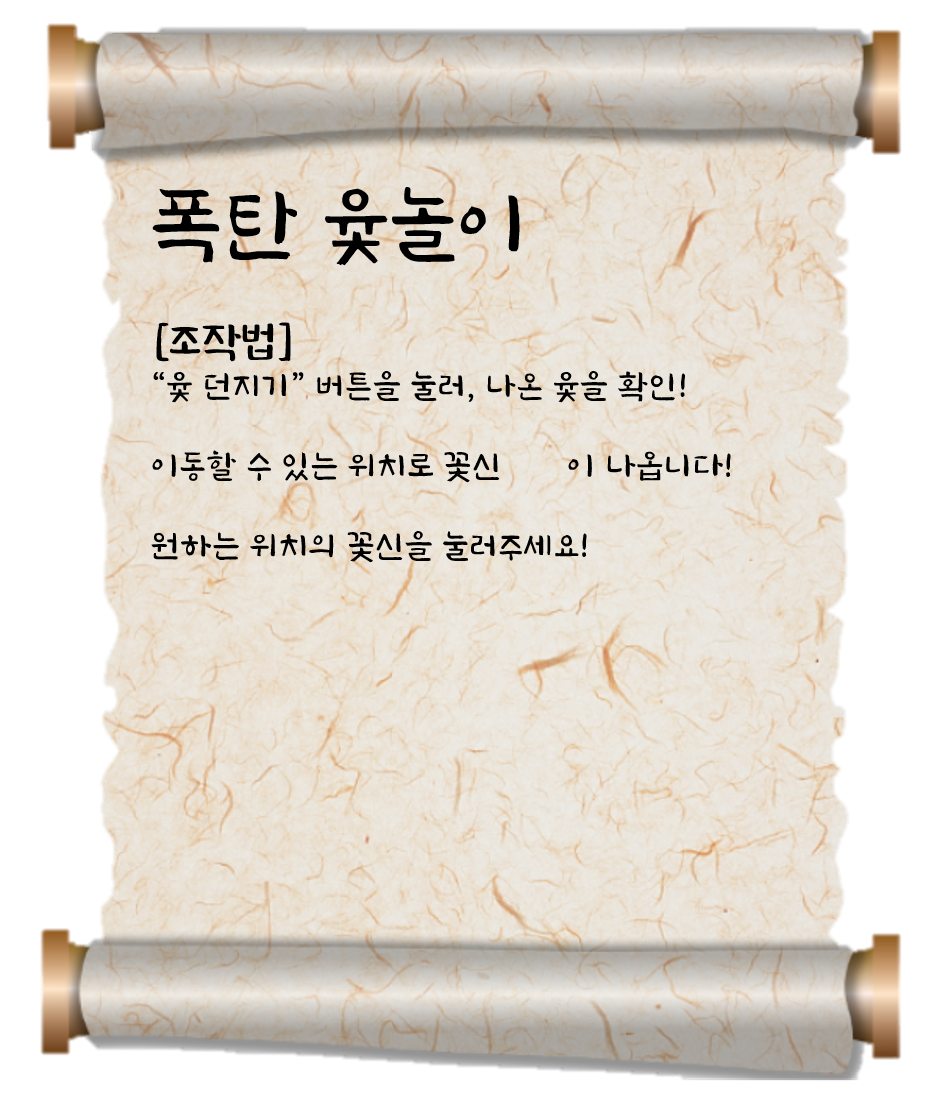 폭탄 윷놀이
[조작법]
“윷 던지기” 버튼을 눌러, 나온 윷을 확인!
이동할 수 있는 위치로 꽃신 이 나옵니다!
원하는 위치의 꽃신을 눌러주세요!